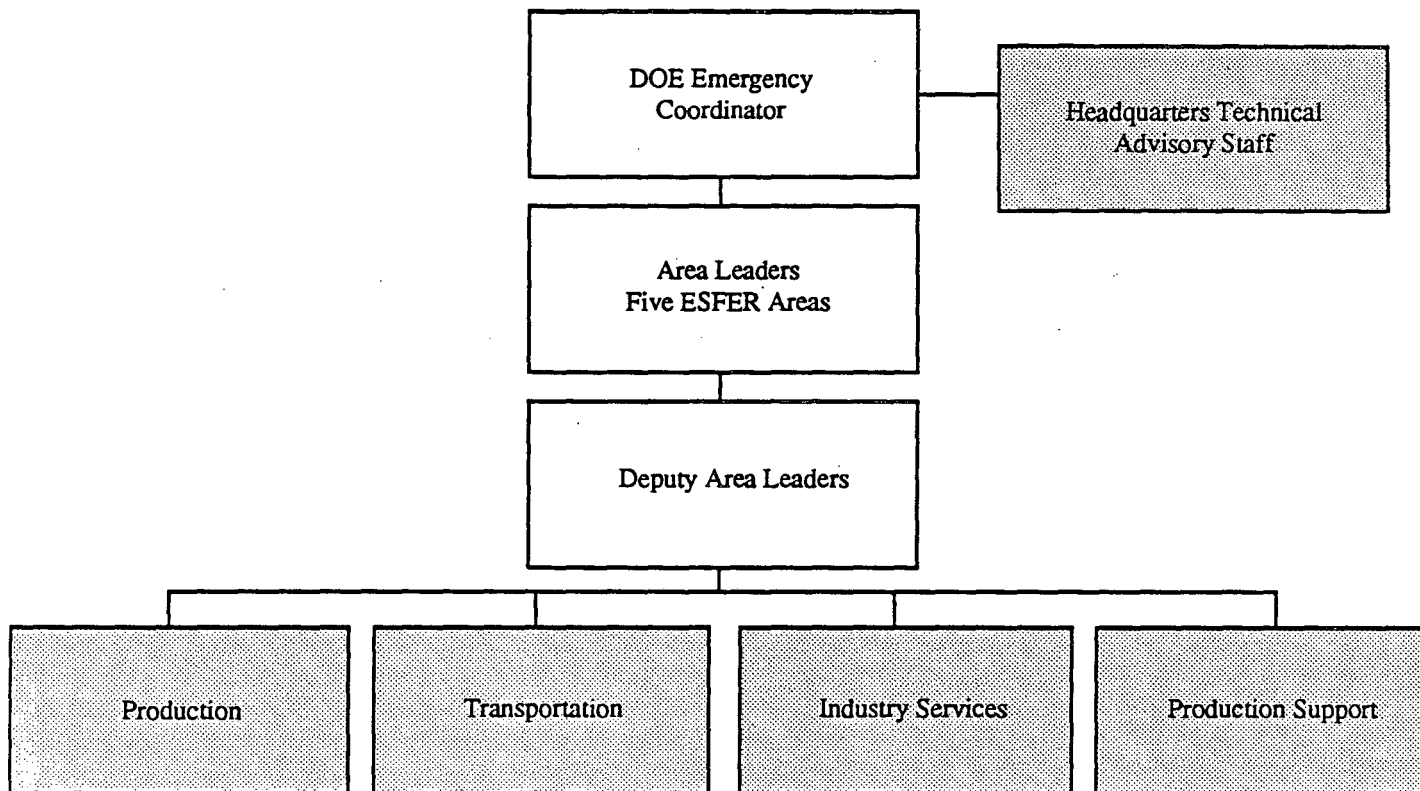 DOE Emergency
Coordinator
Headquarters Technical
Advisory Staff
Area Leaders
Five ESFER Areas
Deputy Area Leaders
Production
Transportation
Industry Services
Production Support